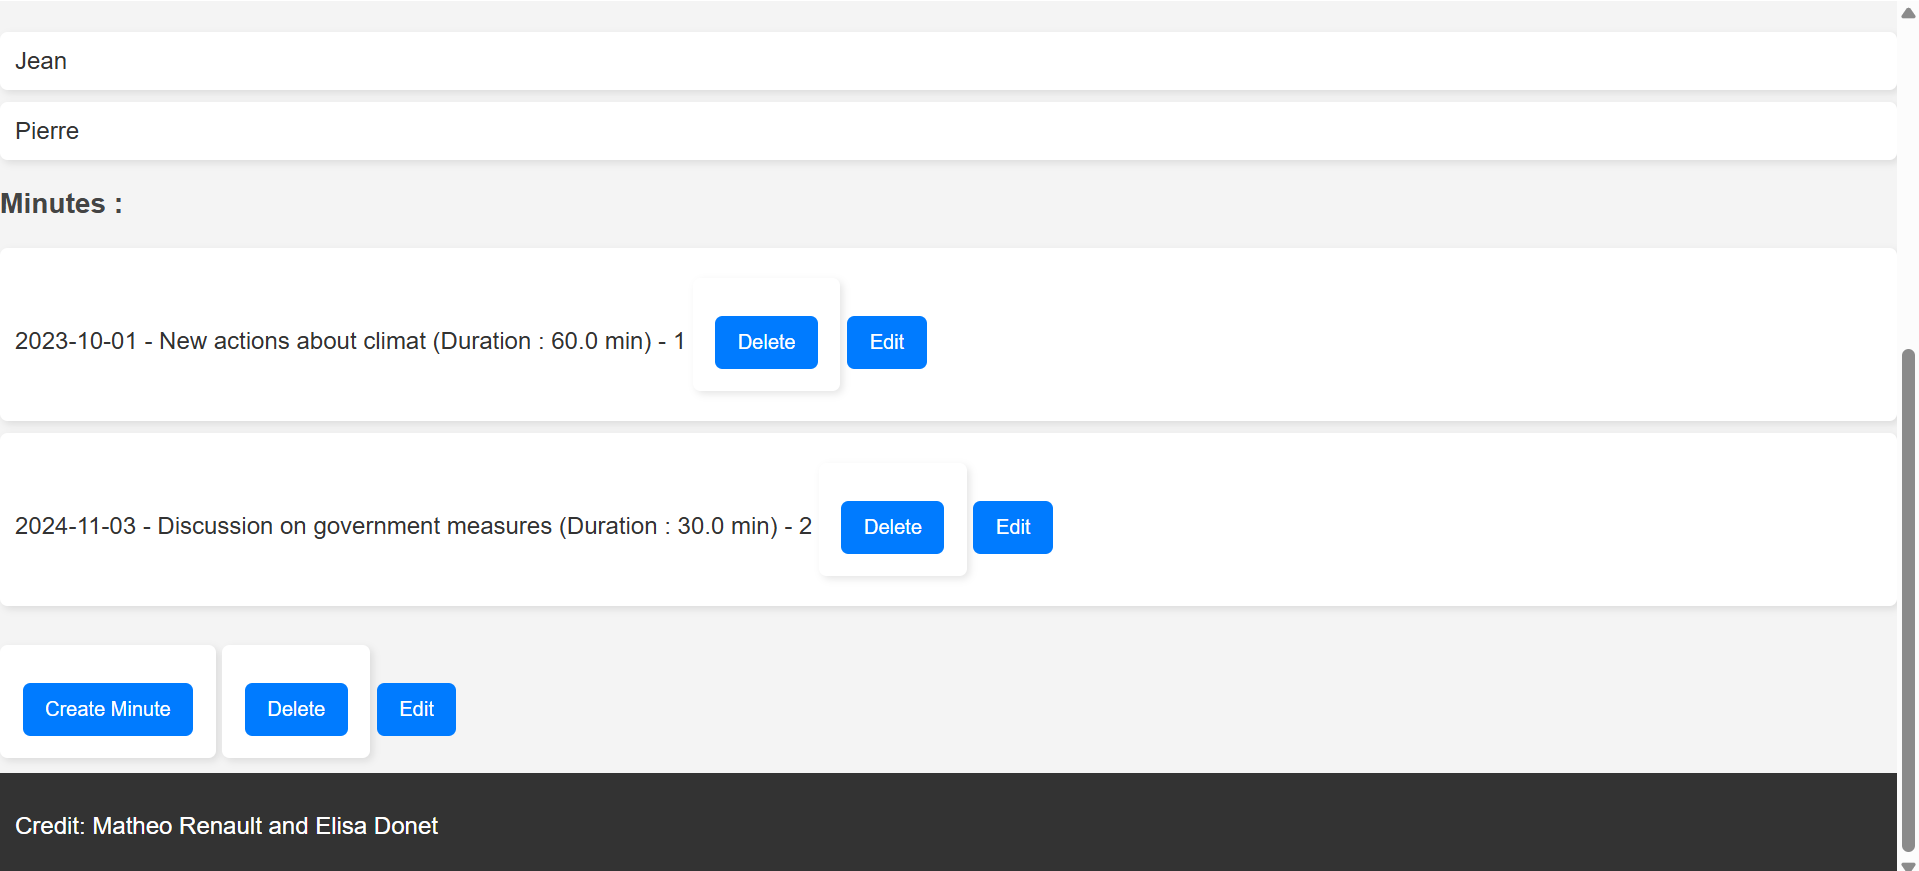 Jean
Pierre
Minutes :
2023-10-01 - New actions about climat (Duration : 60.0 min) - 1 Delete Edit
2024-11-03 - Discussion on government measures (Duration : 30.0 min) - 2 Delete Edit
Create Minute Delete Edit
Credit: Matheo Renault and Elisa Donet